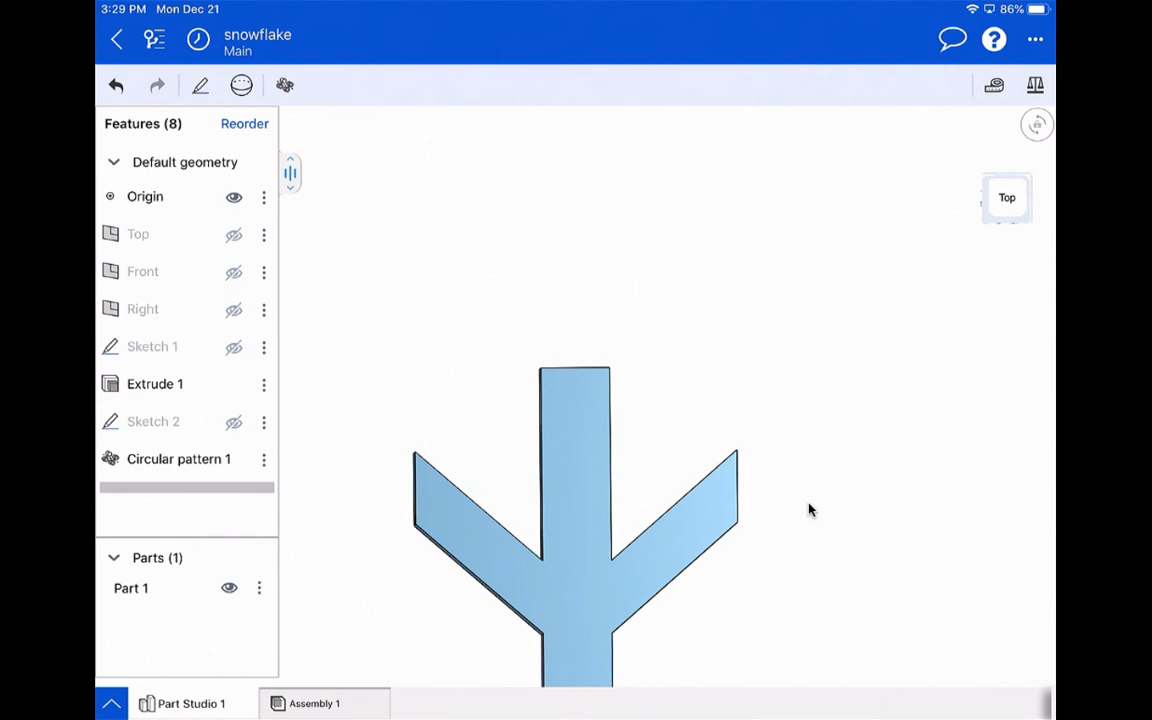 3:29 PM Mon Dec 21
86%
snowflake
Main
Features (8)
Reorder
Default geometry
Origin
Top
Front
Right
Sketch 1
Extrude 1
Sketch 2
Circular pattern 1
Parts (1)
Part 1
Top
Part Studio 1
Assembly 1